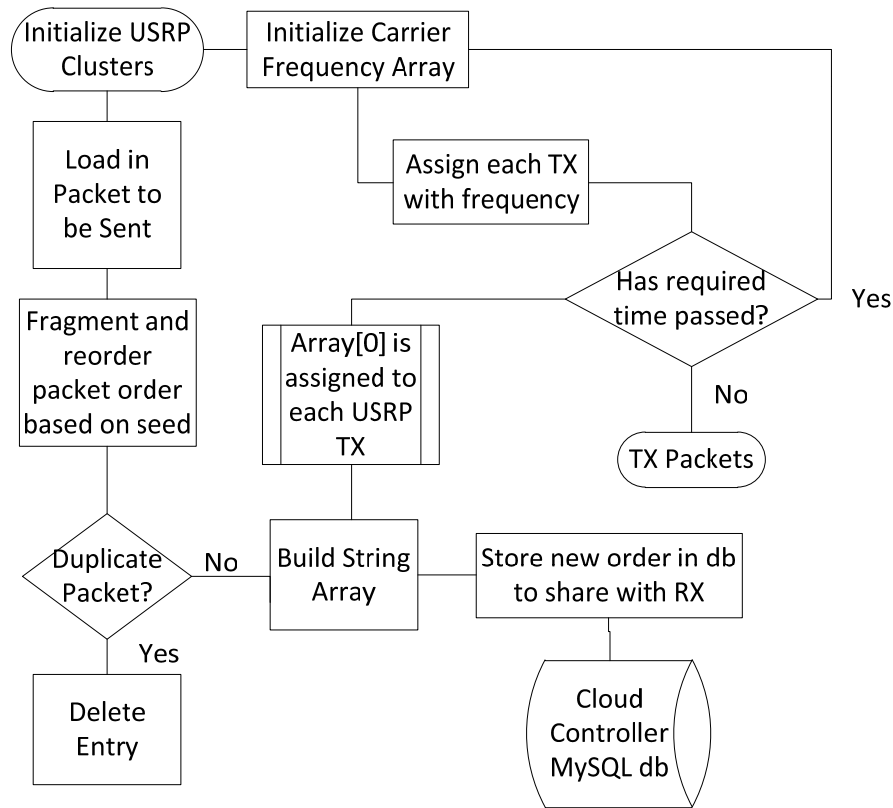 Initialize USRP
Clusters
Initialize Carrier
Frequency Array
Load in
Packet to
be Sent
Assign each TX
with frequency
Has required
time passed?
Yes
No
TX Packets
Fragment and
reorder
packet order
based on seed
Array[0] is
assigned to
each USRP
TX
Duplicate
Packet?
No
Yes
Build String
Array
Store new order in db
to share with RX
Delete
Entry
Cloud
Controller
MySQL db